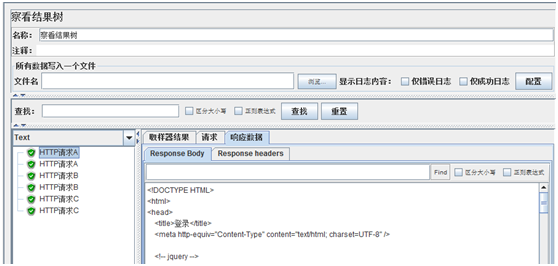 察看结果树
名称： 察看结果树
注释：
所有数据写入一个文件
文件名 浏览... 显示日志内容： 仅错误日志 仅成功日志 配置
查找： 区分大小写 正则表达式 查找 重置
Text
HTTP请求A
HTTP请求A
HTTP请求B
HTTP请求B
HTTP请求C
HTTP请求C
取样器结果 请求 响应数据
Response Body Response headers
Find 区分大小写 正则表达式
<!DOCTYPE HTML>
<html>
<head>
<title>登录</title>
<meta http-equiv="Content-Type" content="text/html; charset=UTF-8" />
<!-- jquery -->